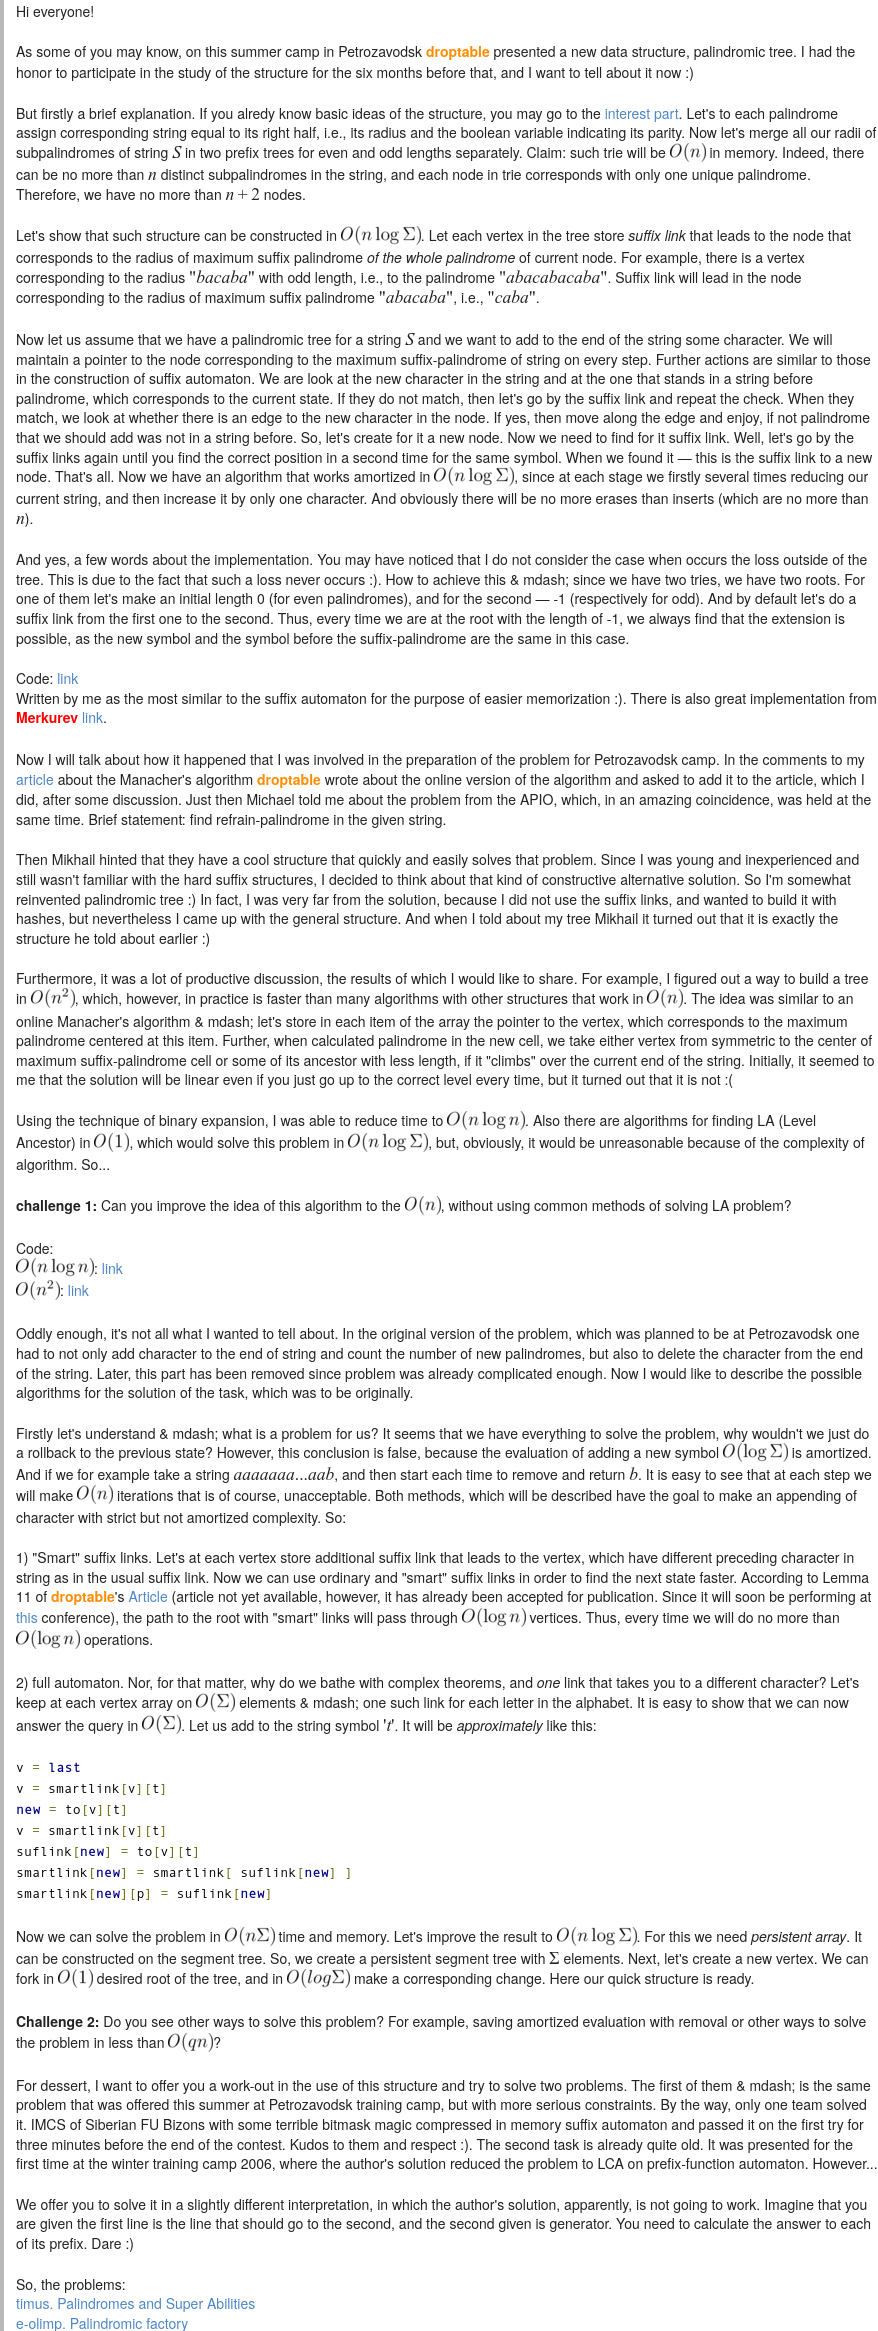 Hi everyone!
As some of you may know, on this summer camp in Petrozavodsk droptable presented a new data structure, palindromic tree. I had the
honor to participate in the study of the structure for the six months before that, and I want to tell about it now :)
But firstly a brief explanation. If you alredy know basic ideas of the structure, you may go to the interest part. Let's to each palindrome
assign corresponding string equal to its right half, i.e., its radius and the boolean variable indicating its parity. Now let's merge all our radii of
subpalindromes of string S in two prefix trees for even and odd lengths separately. Claim: such trie will be O(n) in memory. Indeed, there
can be no more than n distinct subpalindromes in the string, and each node in trie corresponds with only one unique palindrome.
Therefore, we have no more than n + 2 nodes.
Let's show that such structure can be constructed in O(n log Σ). Let each vertex in the tree store suffix link that leads to the node that
corresponds to the radius of maximum suffix palindrome of the whole palindrome of current node. For example, there is a vertex
corresponding to the radius "bacaba" with odd length, i.e., to the palindrome "abacabacaba". Suffix link will lead in the node
corresponding to the radius of maximum suffix palindrome "abacaba", i.e., "caba".
Now let us assume that we have a palindromic tree for a string S and we want to add to the end of the string some character. We will
maintain a pointer to the node corresponding to the maximum suffix-palindrome of string on every step. Further actions are similar to those
in the construction of suffix automaton. We are look at the new character in the string and at the one that stands in a string before
palindrome, which corresponds to the current state. If they do not match, then let's go by the suffix link and repeat the check. When they
match, we look at whether there is an edge to the new character in the node. If yes, then move along the edge and enjoy, if not palindrome
that we should add was not in a string before. So, let's create for it a new node. Now we need to find for it suffix link. Well, let's go by the
suffix links again until you find the correct position in a second time for the same symbol. When we found it — this is the suffix link to a new
node. That's all. Now we have an algorithm that works amortized in O(n log Σ), since at each stage we firstly several times reducing our
current string, and then increase it by only one character. And obviously there will be no more erases than inserts (which are no more than
n).
And yes, a few words about the implementation. You may have noticed that I do not consider the case when occurs the loss outside of the
tree. This is due to the fact that such a loss never occurs :). How to achieve this & mdash; since we have two tries, we have two roots. For
one of them let's make an initial length 0 (for even palindromes), and for the second — -1 (respectively for odd). And by default let's do a
suffix link from the first one to the second. Thus, every time we are at the root with the length of -1, we always find that the extension is
possible, as the new symbol and the symbol before the suffix-palindrome are the same in this case.
Code: link
Written by me as the most similar to the suffix automaton for the purpose of easier memorization :). There is also great implementation from
Merkurev link.
Now I will talk about how it happened that I was involved in the preparation of the problem for Petrozavodsk camp. In the comments to my
article about the Manacher's algorithm droptable wrote about the online version of the algorithm and asked to add it to the article, which I
did, after some discussion. Just then Michael told me about the problem from the APIO, which, in an amazing coincidence, was held at the
same time. Brief statement: find refrain-palindrome in the given string.
Then Mikhail hinted that they have a cool structure that quickly and easily solves that problem. Since I was young and inexperienced and
still wasn't familiar with the hard suffix structures, I decided to think about that kind of constructive alternative solution. So I'm somewhat
reinvented palindromic tree :) In fact, I was very far from the solution, because I did not use the suffix links, and wanted to build it with
hashes, but nevertheless I came up with the general structure. And when I told about my tree Mikhail it turned out that it is exactly the
structure he told about earlier :)
Furthermore, it was a lot of productive discussion, the results of which I would like to share. For example, I figured out a way to build a tree
in O(n²), which, however, in practice is faster than many algorithms with other structures that work in O(n). The idea was similar to an
online Manacher's algorithm & mdash; let's store in each item of the array the pointer to the vertex, which corresponds to the maximum
palindrome centered at this item. Further, when calculated palindrome in the new cell, we take either vertex from symmetric to the center of
maximum suffix-palindrome cell or some of its ancestor with less length, if it "climbs" over the current end of the string. Initially, it seemed to
me that the solution will be linear even if you just go up to the correct level every time, but it turned out that it is not :(
Using the technique of binary expansion, I was able to reduce time to O(n log n). Also there are algorithms for finding LA (Level
Ancestor) in O(1), which would solve this problem in O(n log Σ), but, obviously, it would be unreasonable because of the complexity of
algorithm. So...
challenge 1: Can you improve the idea of this algorithm to the O(n), without using common methods of solving LA problem?
Code:
O(n log n): link
O(n²): link
Oddly enough, it's not all what I wanted to tell about. In the original version of the problem, which was planned to be at Petrozavodsk one
had to not only add character to the end of string and count the number of new palindromes, but also to delete the character from the end
of the string. Later, this part has been removed since problem was already complicated enough. Now I would like to describe the possible
algorithms for the solution of the task, which was to be originally.
Firstly let's understand & mdash; what is a problem for us? It seems that we have everything to solve the problem, why wouldn't we just do
a rollback to the previous state? However, this conclusion is false, because the evaluation of adding a new symbol O(log Σ) is amortized.
And if we for example take a string aaaaaaa...aab, and then start each time to remove and return b. It is easy to see that at each step we
will make O(n) iterations that is of course, unacceptable. Both methods, which will be described have the goal to make an appending of
character with strict but not amortized complexity. So:
1) "Smart" suffix links. Let's at each vertex store additional suffix link that leads to the vertex, which have different preceding character in
string as in the usual suffix link. Now we can use ordinary and "smart" suffix links in order to find the next state faster. According to Lemma
11 of droptable's Article (article not yet available, however, it has already been accepted for publication. Since it will soon be performing at
this conference), the path to the root with "smart" links will pass through O(log n) vertices. Thus, every time we will do no more than
O(log n) operations.
2) full automaton. Nor, for that matter, why do we bathe with complex theorems, and one link that takes you to a different character? Let's
keep at each vertex array on O(Σ) elements & mdash; one such link for each letter in the alphabet. It is easy to show that we can now
answer the query in O(Σ). Let us add to the string symbol 't'. It will be approximately like this:
v = last
v = smartlink[v][t]
new = to[v][t]
v = smartlink[v][t]
suflink[new] = to[v][t]
smartlink[new] = smartlink[ suflink[new] ]
smartlink[new][p] = suflink[new]
Now we can solve the problem in O(nΣ) time and memory. Let's improve the result to O(n log Σ). For this we need persistent array. It
can be constructed on the segment tree. So, we create a persistent segment tree with Σ elements. Next, let's create a new vertex. We can
fork in O(1) desired root of the tree, and in O(logΣ) make a corresponding change. Here our quick structure is ready.
Challenge 2: Do you see other ways to solve this problem? For example, saving amortized evaluation with removal or other ways to solve
the problem in less than O(qn)?
For dessert, I want to offer you a work-out in the use of this structure and try to solve two problems. The first of them & mdash; is the same
problem that was offered this summer at Petrozavodsk training camp, but with more serious constraints. By the way, only one team solved
it. IMCS of Siberian FU Bizons with some terrible bitmask magic compressed in memory suffix automaton and passed it on the first try for
three minutes before the end of the contest. Kudos to them and respect :). The second task is already quite old. It was presented for the
first time at the winter training camp 2006, where the author's solution reduced the problem to LCA on prefix-function automaton. However...
We offer you to solve it in a slightly different interpretation, in which the author's solution, apparently, is not going to work. Imagine that you
are given the first line is the line that should go to the second, and the second given is generator. You need to calculate the answer to each
of its prefix. Dare :)
So, the problems:
timus. Palindromes and Super Abilities
e-olimp. Palindromic factory